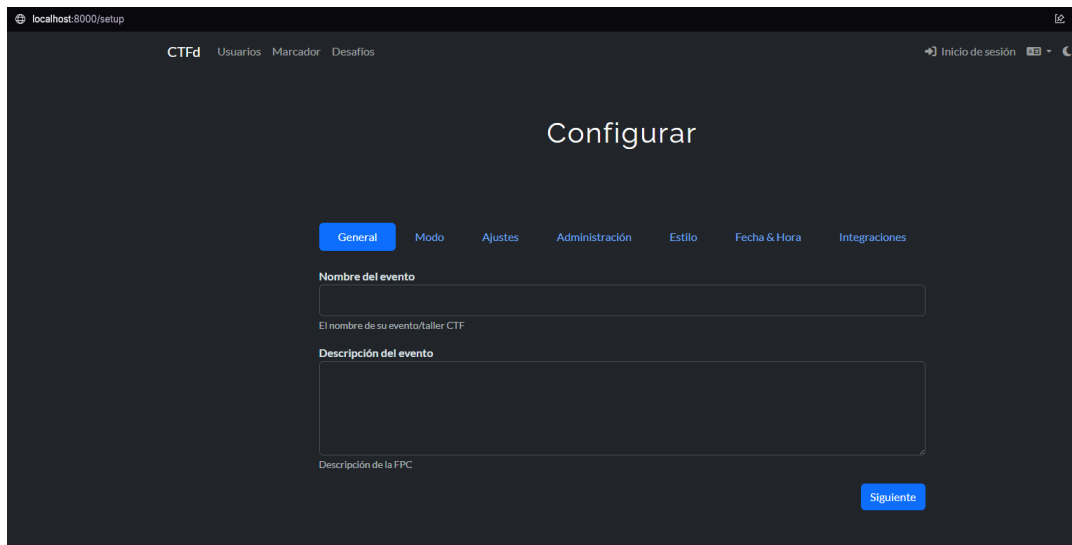 localhost:8000/setup
CTFd Usuarios Marcador Desafíos Inicio de sesión
Configurar
General Modo Ajustes Administración Estilo Fecha & Hora Integraciones
Nombre del evento
El nombre de su evento/taller CTF
Descripción del evento
Descripción de la FPC
Siguiente